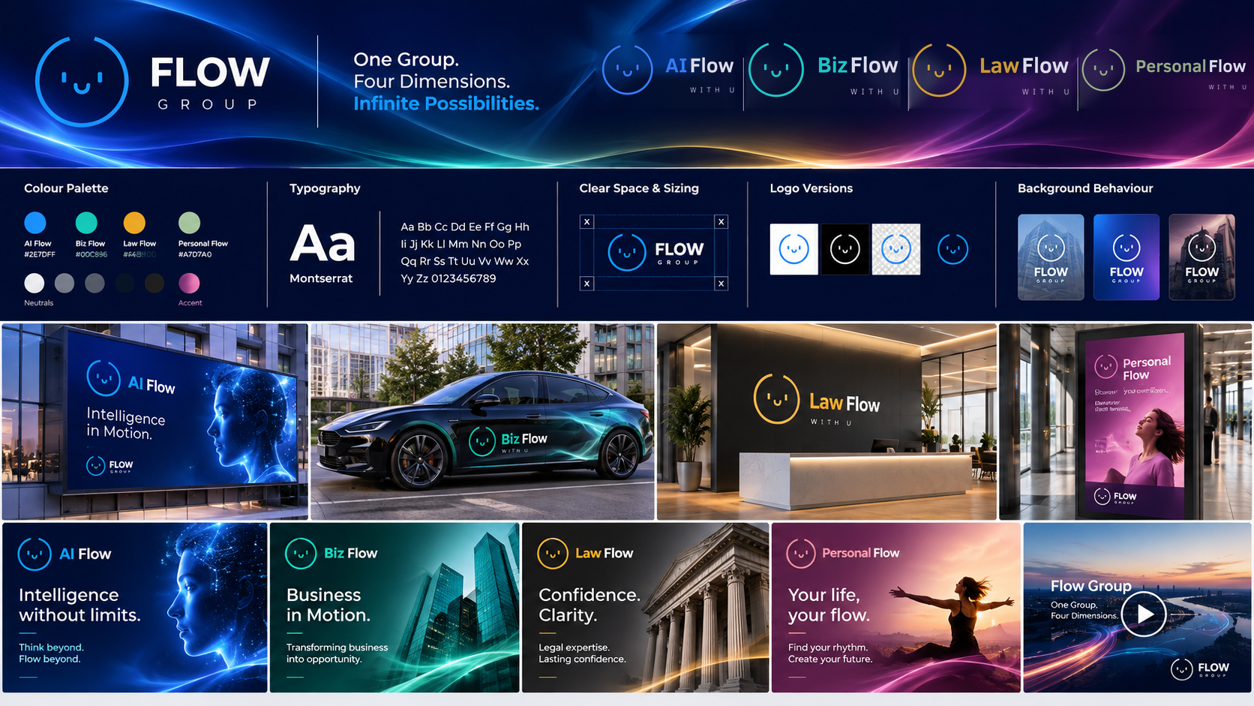 FLOW
GROUP
One Group.
Four Dimensions.
Infinite Possibilities.
AI Flow
WITH U
Biz Flow
WITH U
Law Flow
WITH U
Personal Flow
WITH U
Colour Palette
AI Flow
#2E7DFF
Biz Flow
#00C896
Law Flow
Personal Flow
#A7D7A0
Neutrals
Accent
Typography
Aa
Montserrat
Aa Bb Cc Dd Ee Ff Gg Hh
Ii Jj Kk Ll Mm Nn Oo Pp
Qq Rr Ss Tt Uu Vv Ww Xx
Yy Zz 0123456789
Clear Space & Sizing
X X
FLOW
GROUP
X X
Logo Versions
Background Behaviour
FLOW
GROUP
FLOW
GROUP
FLOW
GROUP
AI Flow
Intelligence
in Motion.
FLOW
GROUP
Biz Flow
WITH U
Law Flow
WITH U
Personal
Flow
FLOW
GROUP
AI Flow
Intelligence
without limits.
Think beyond.
Flow beyond.
Biz Flow
Business
in Motion.
Transforming business
into opportunity.
Law Flow
Confidence.
Clarity.
Legal expertise.
Lasting confidence.
Personal Flow
Your life,
your flow.
Find your rhythm.
Create your future.
Flow Group
One Group.
Four Dimensions.
FLOW
GROUP